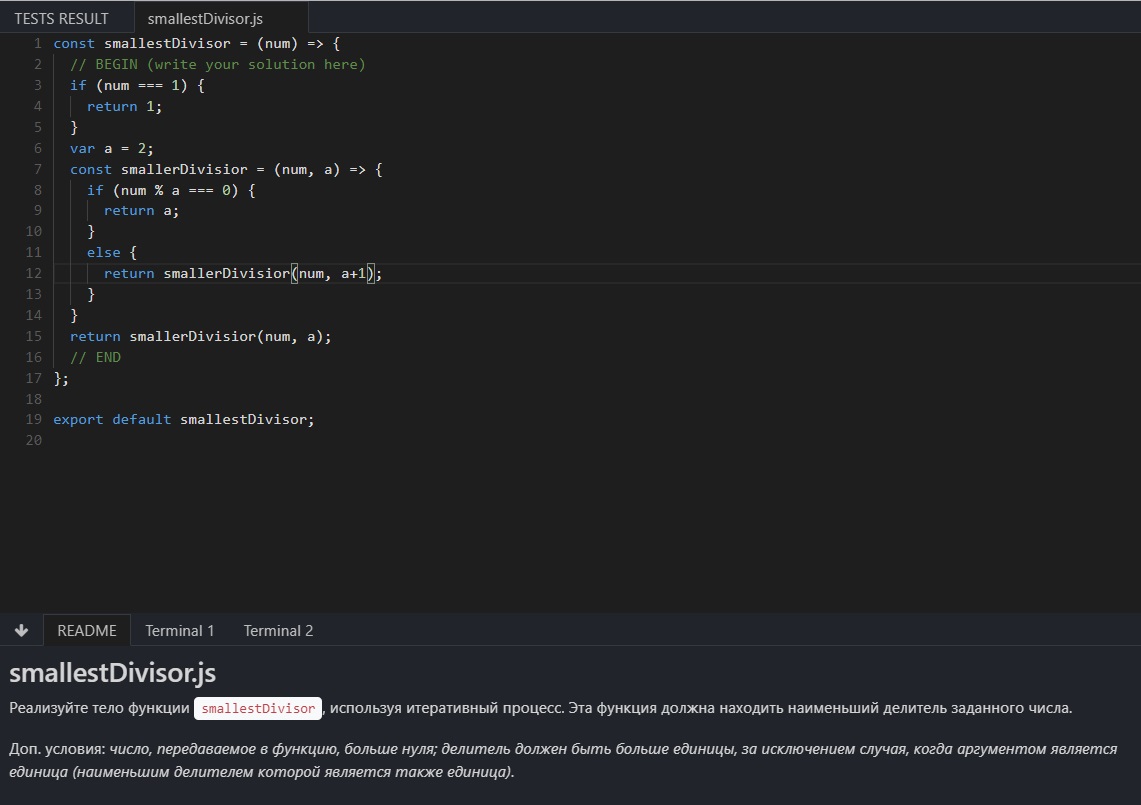 TESTS RESULT smallestDivisor.js
1 const smallestDivisor = (num) => {
2 // BEGIN (write your solution here)
3 if (num === 1) {
4 return 1;
5 }
6 var a = 2;
7 const smallerDivisior = (num, a) => {
8 if (num % a === 0) {
9 return a;
10 }
11 else {
12 return smallerDivisior(num, a+1);
13 }
14 }
15 return smallerDivisior(num, a);
16 // END
17 };
18
19 export default smallestDivisor;
20
README Terminal 1 Terminal 2
smallestDivisor.js
Реализуйте тело функции smallestDivisor, используя итеративный процесс. Эта функция должна находить наименьший делитель заданного числа.
Доп. условия: число, передаваемое в функцию, больше нуля; делитель должен быть больше единицы, за исключением случая, когда аргументом является
единица (наименьшим делителем которой является также единица).